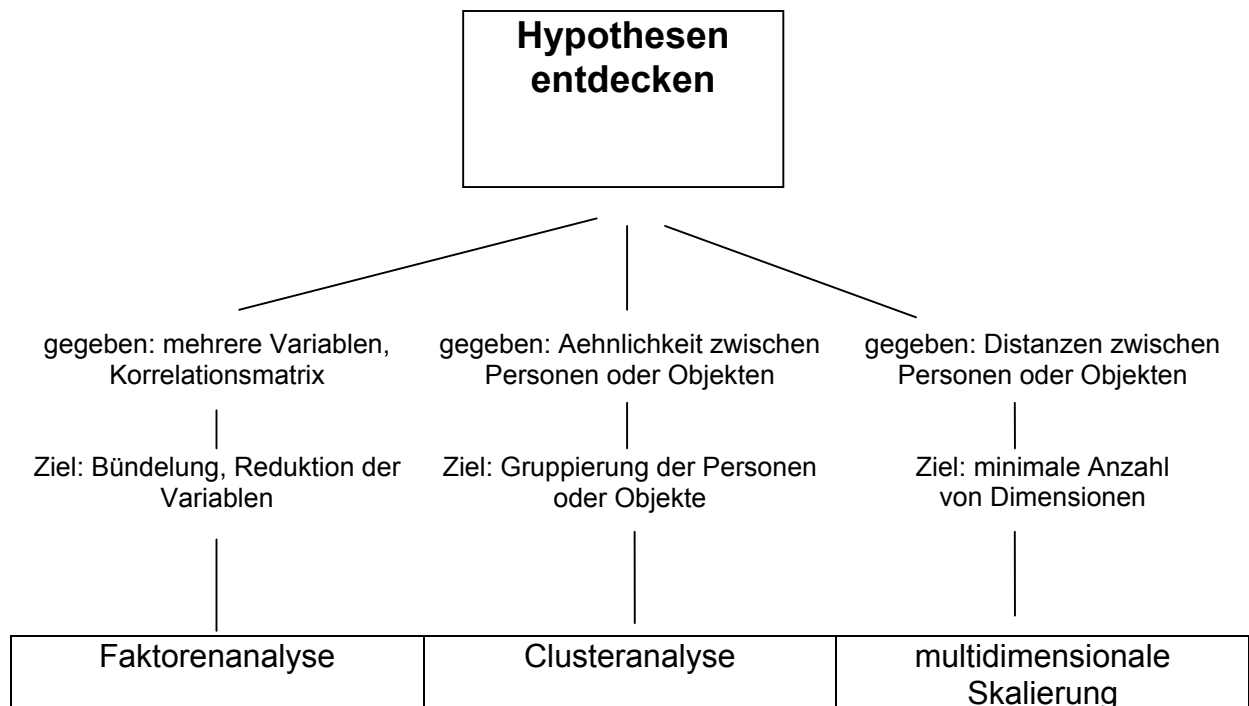 Hypothesen
entdecken
gegeben: mehrere Variablen,
Korrelationsmatrix
gegeben: Aehnlichkeit zwischen
Personen oder Objekten
gegeben: Distanzen zwischen
Personen oder Objekten
Ziel: Bündelung, Reduktion der
Variablen
Ziel: Gruppierung der Personen
oder Objekte
Ziel: minimale Anzahl
von Dimensionen
Faktorenanalyse
Clusteranalyse
multidimensionale
Skalierung